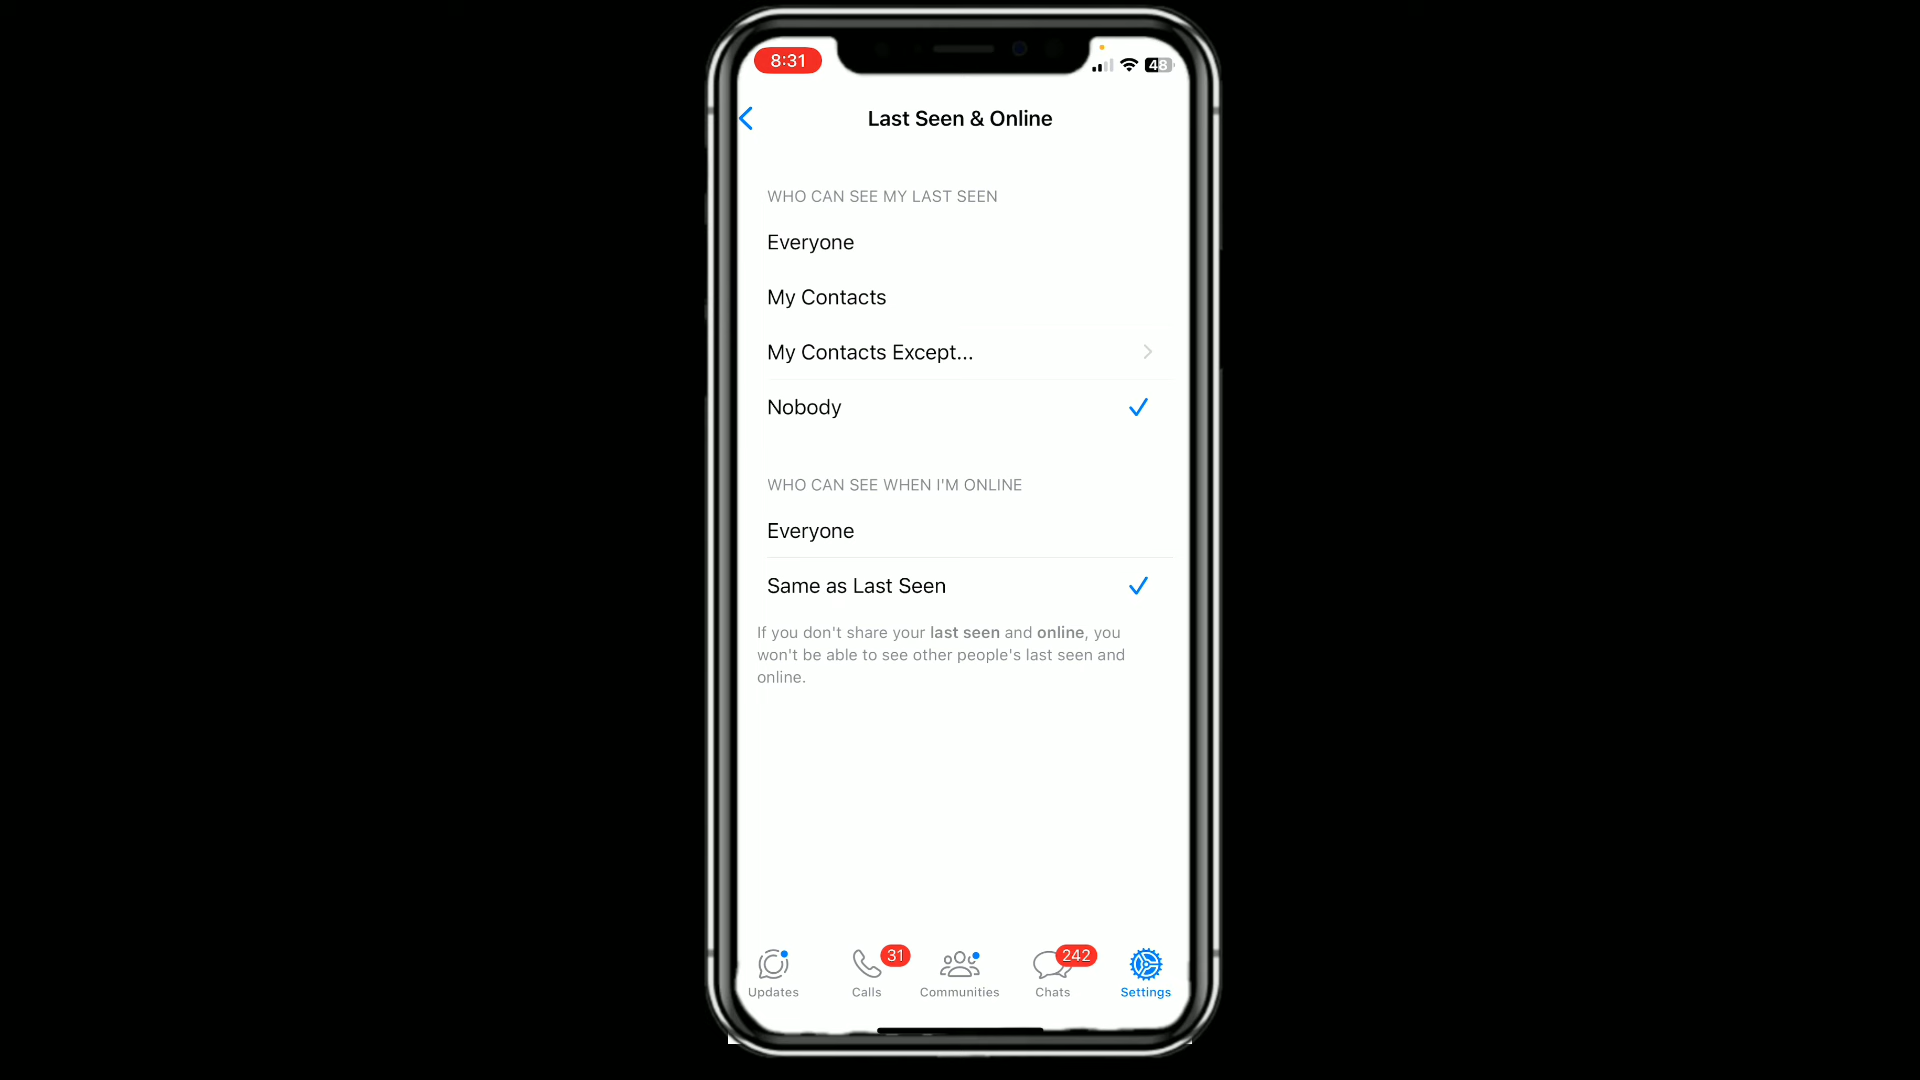 8:31
48
Last Seen & Online
WHO CAN SEE MY LAST SEEN
Everyone
My Contacts
My Contacts Except...
Nobody
WHO CAN SEE WHEN I'M ONLINE
Everyone
Same as Last Seen
If you don't share your last seen and online, you
won't be able to see other people's last seen and
online.
31
242
Updates
Calls
Communities
Chats
Settings